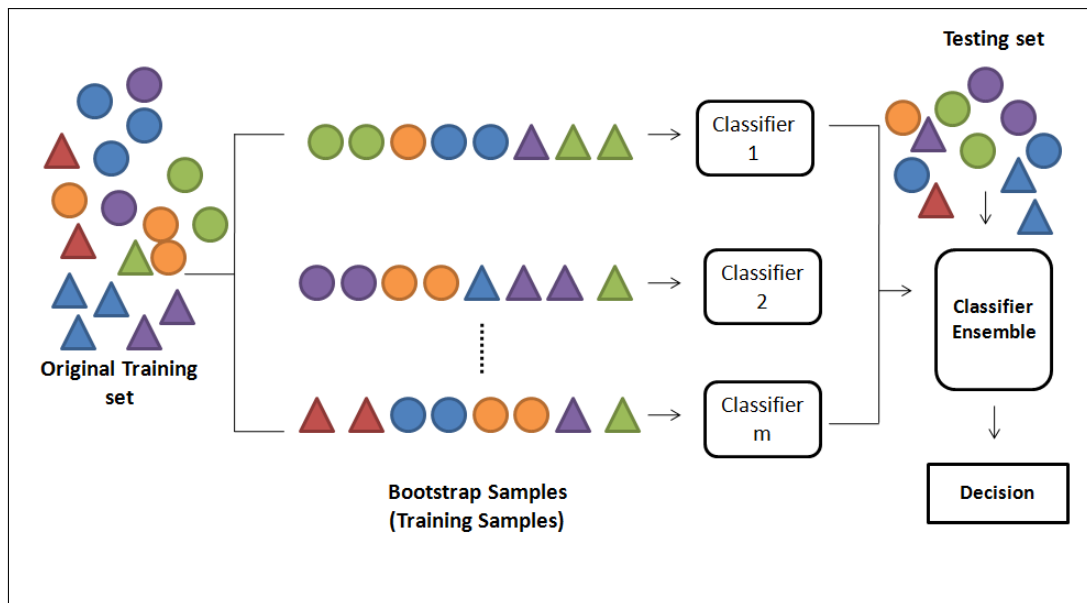 Testing set
Classifier
1
Original Training
set
Classifier
2
Classifier
Ensemble
Classifier
m
Bootstrap Samples
(Training Samples)
Decision